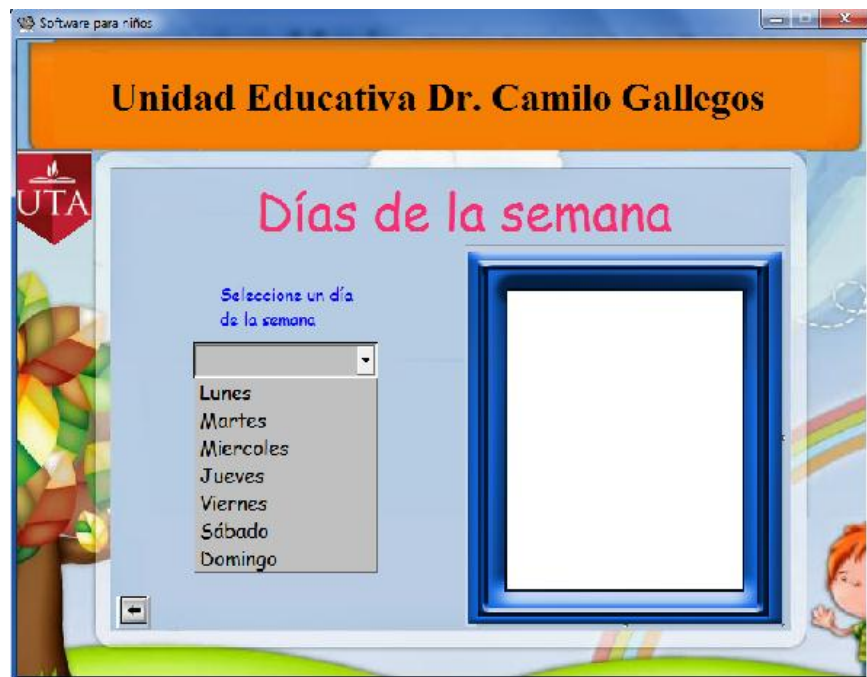 Software para niños
Unidad Educativa Dr. Camilo Gallegos
UTA
Días de la semana
Seleccione un día
de la semana
Lunes
Martes
Miercoles
Jueves
Viernes
Sábado
Domingo